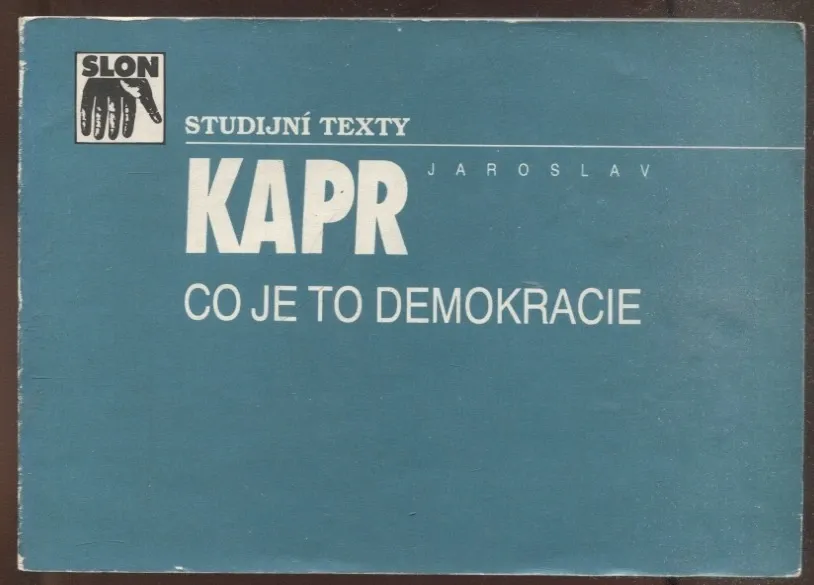 SLON
STUDIJNÍ TEXTY
KAPR JAROSLAV
CO JE TO DEMOKRACIE